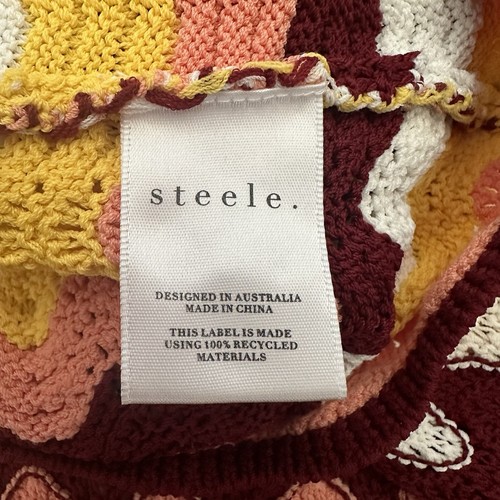 steele.
DESIGNED IN AUSTRALIA
MADE IN CHINA
THIS LABEL IS MADE
USING 100% RECYCLED
MATERIALS